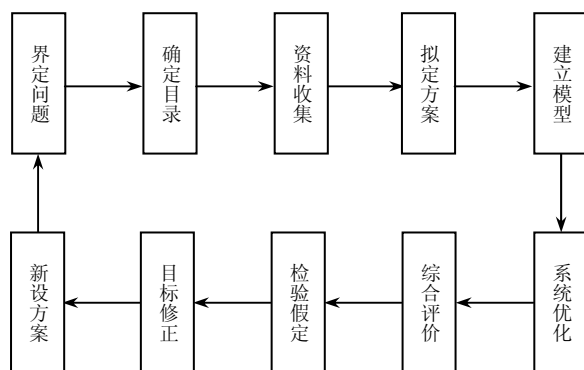 界定问题
确定目录
资料收集
拟定方案
建立模型
系统优化
综合评价
检验假定
目标修正
新设方案